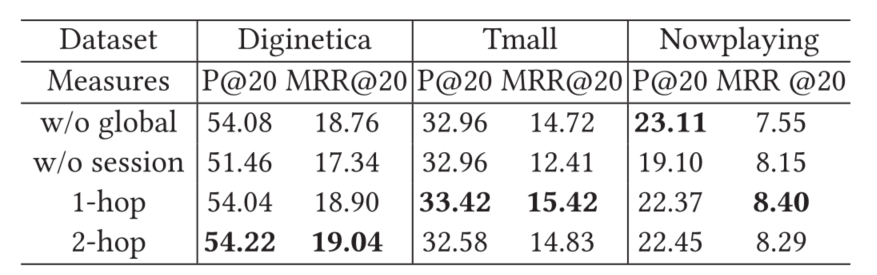 Dataset Diginetica Tmall Nowplaying
Measures P@20 MRR@20 P@20 MRR@20 P@20 MRR @20
w/o global 54.08 18.76 32.96 14.72 23.11 7.55
w/o session 51.46 17.34 32.96 12.41 19.10 8.15
1-hop 54.04 18.90 33.42 15.42 22.37 8.40
2-hop 54.22 19.04 32.58 14.83 22.45 8.29